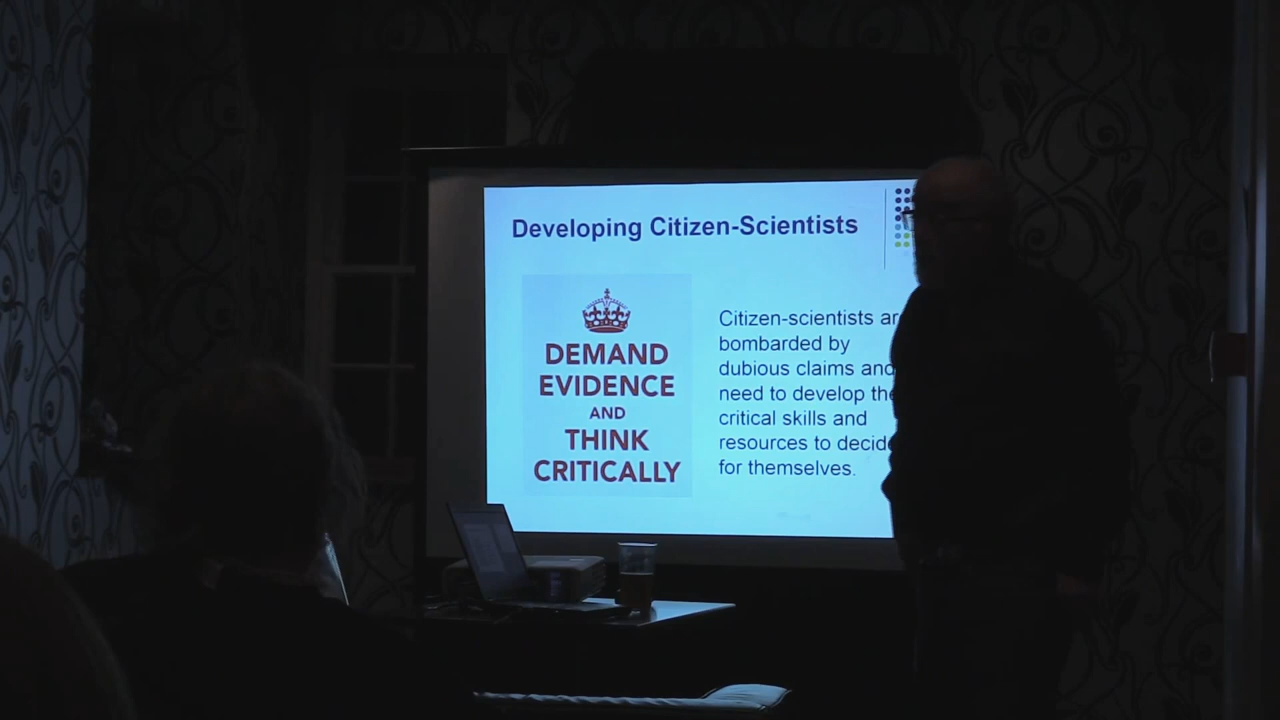 Developing Citizen-Scientists
DEMAND
EVIDENCE
AND
THINK
CRITICALLY
Citizen-scientists ar
bombarded by
dubious claims and
need to develop the
critical skills and
resources to decide
for themselves.